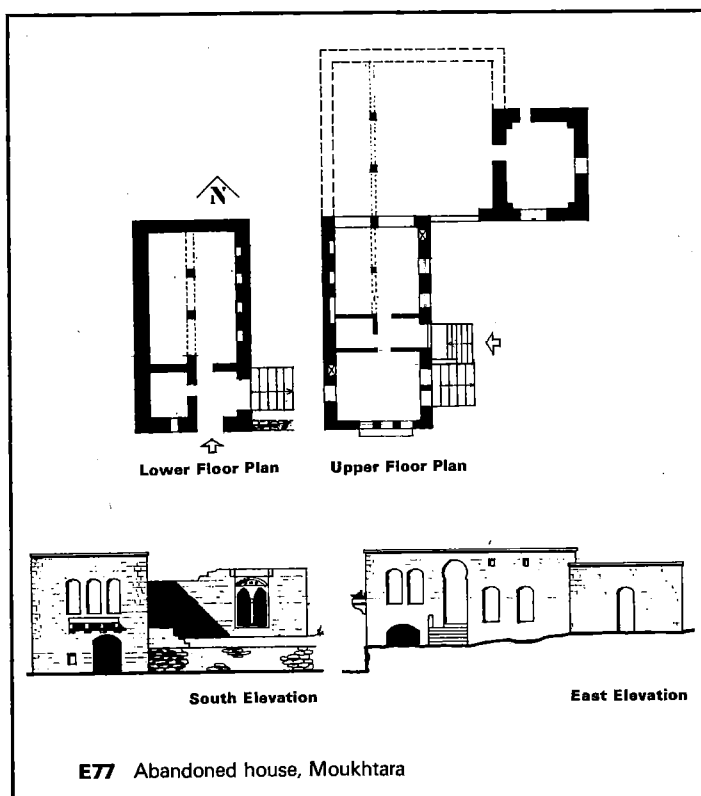 N
Lower Floor Plan
Upper Floor Plan
South Elevation
East Elevation
E77 Abandoned house, Moukhtara